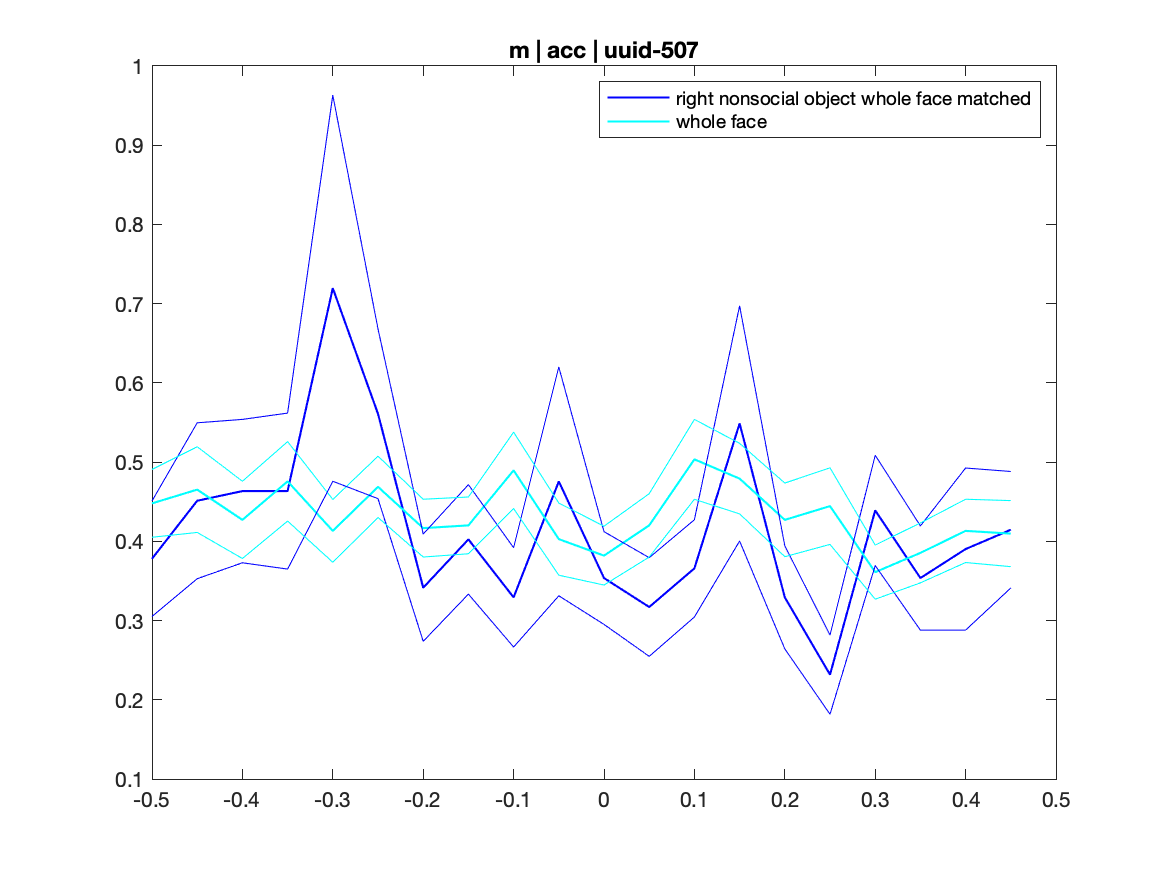 m | acc | uuid-507
right nonsocial object whole face matched
whole face
1
0.9
0.8
0.7
0.6
0.5
0.4
0.3
0.2
0.1
-0.5 -0.4 -0.3 -0.2 -0.1 0 0.1 0.2 0.3 0.4 0.5